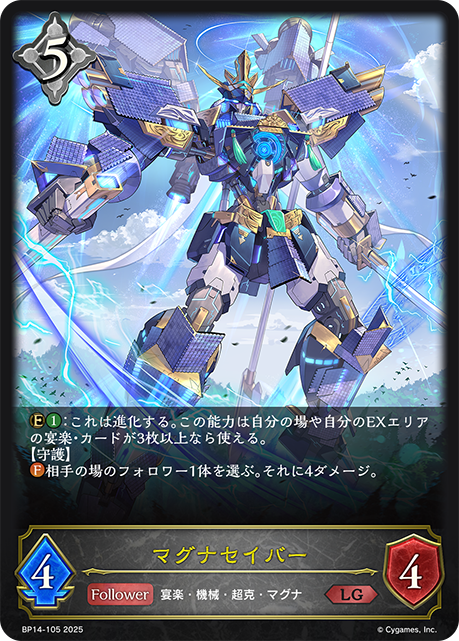 5
E 1:これは進化する。この能力は自分の場や自分のEXエリア
の宴楽・カードが3枚以上なら使える。
【守護】
F 相手の場のフォロワー1体を選ぶ。それに4ダメージ。
マグナセイバー
4
Follower 宴楽・機械・超克・マグナ LG
4
BP14-105 2025
© Cygames, Inc.